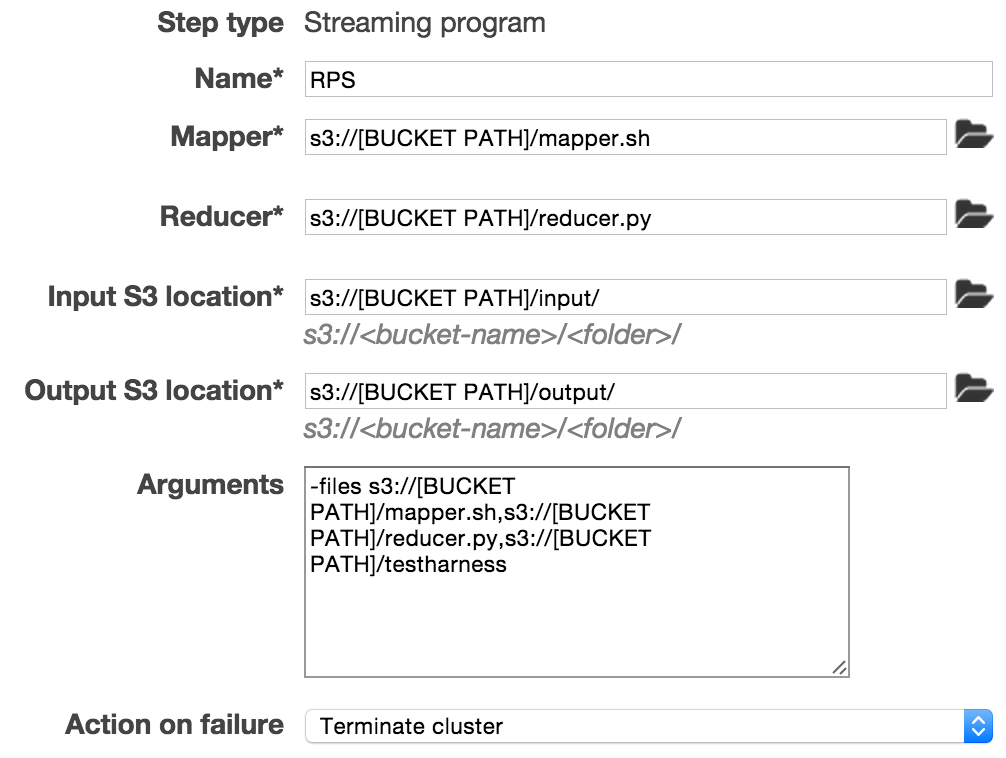 Step type Streaming program
Name* RPS
Mapper* s3://[BUCKET PATH]/mapper.sh
Reducer* s3://[BUCKET PATH]/reducer.py
Input S3 location* s3://[BUCKET PATH]/input/
s3://<bucket-name>/<folder>/
Output S3 location* s3://[BUCKET PATH]/output/
s3://<bucket-name>/<folder>/
Arguments -files s3://[BUCKET
PATH]/mapper.sh,s3://[BUCKET
PATH]/reducer.py,s3://[BUCKET
PATH]/testharness
Action on failure Terminate cluster